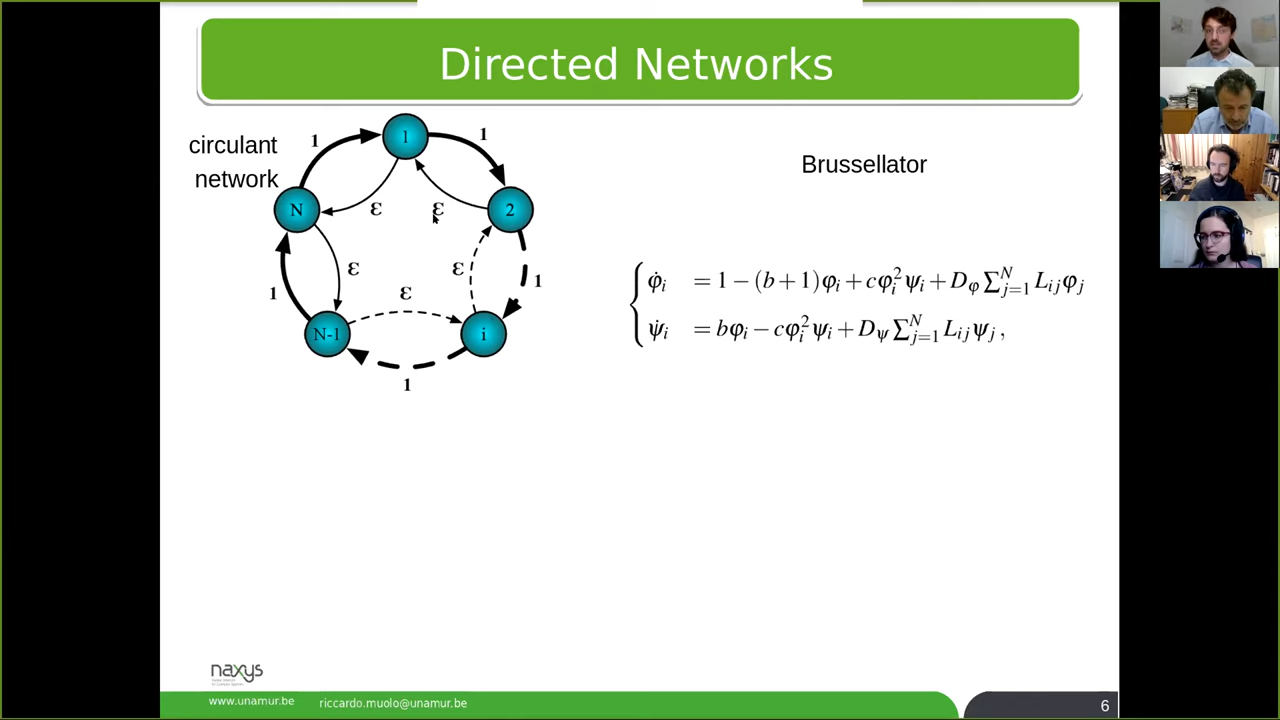 Directed Networks
circulant
network
1
1
1
2
N
ε
ε
ε
ε
ε
1
1
N-1
i
1
Brussellator
φ̇ᵢ = 1 − (b + 1)φᵢ + cφᵢ²ψᵢ + D_φ ∑_{j=1}^N L_{ij}φ_j
ψ̇ᵢ = bφᵢ − cφᵢ²ψᵢ + D_ψ ∑_{j=1}^N L_{ij}ψ_j ,
naxys
www.unamur.be
riccardo.muolo@unamur.be
6